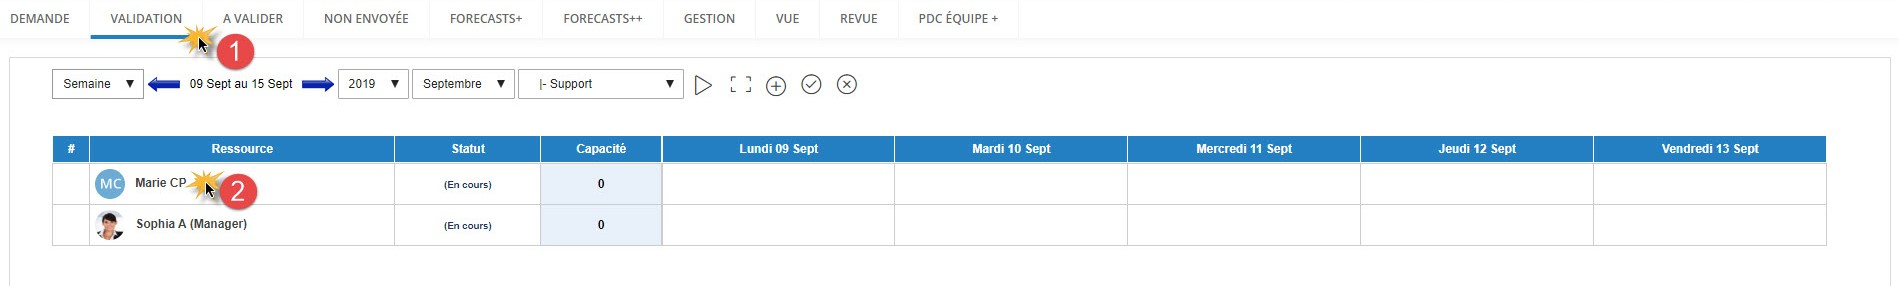 DEMANDE VALIDATION A VALIDER NON ENVOYÉE FORECASTS+ FORECASTS++ GESTION VUE REVUE PDC ÉQUIPE +
1
Semaine 09 Sept au 15 Sept 2019 Septembre |- Support
# Ressource Statut Capacité Lundi 09 Sept Mardi 10 Sept Mercredi 11 Sept Jeudi 12 Sept Vendredi 13 Sept
MC Marie CP 2 (En cours) 0
Sophia A (Manager) (En cours) 0